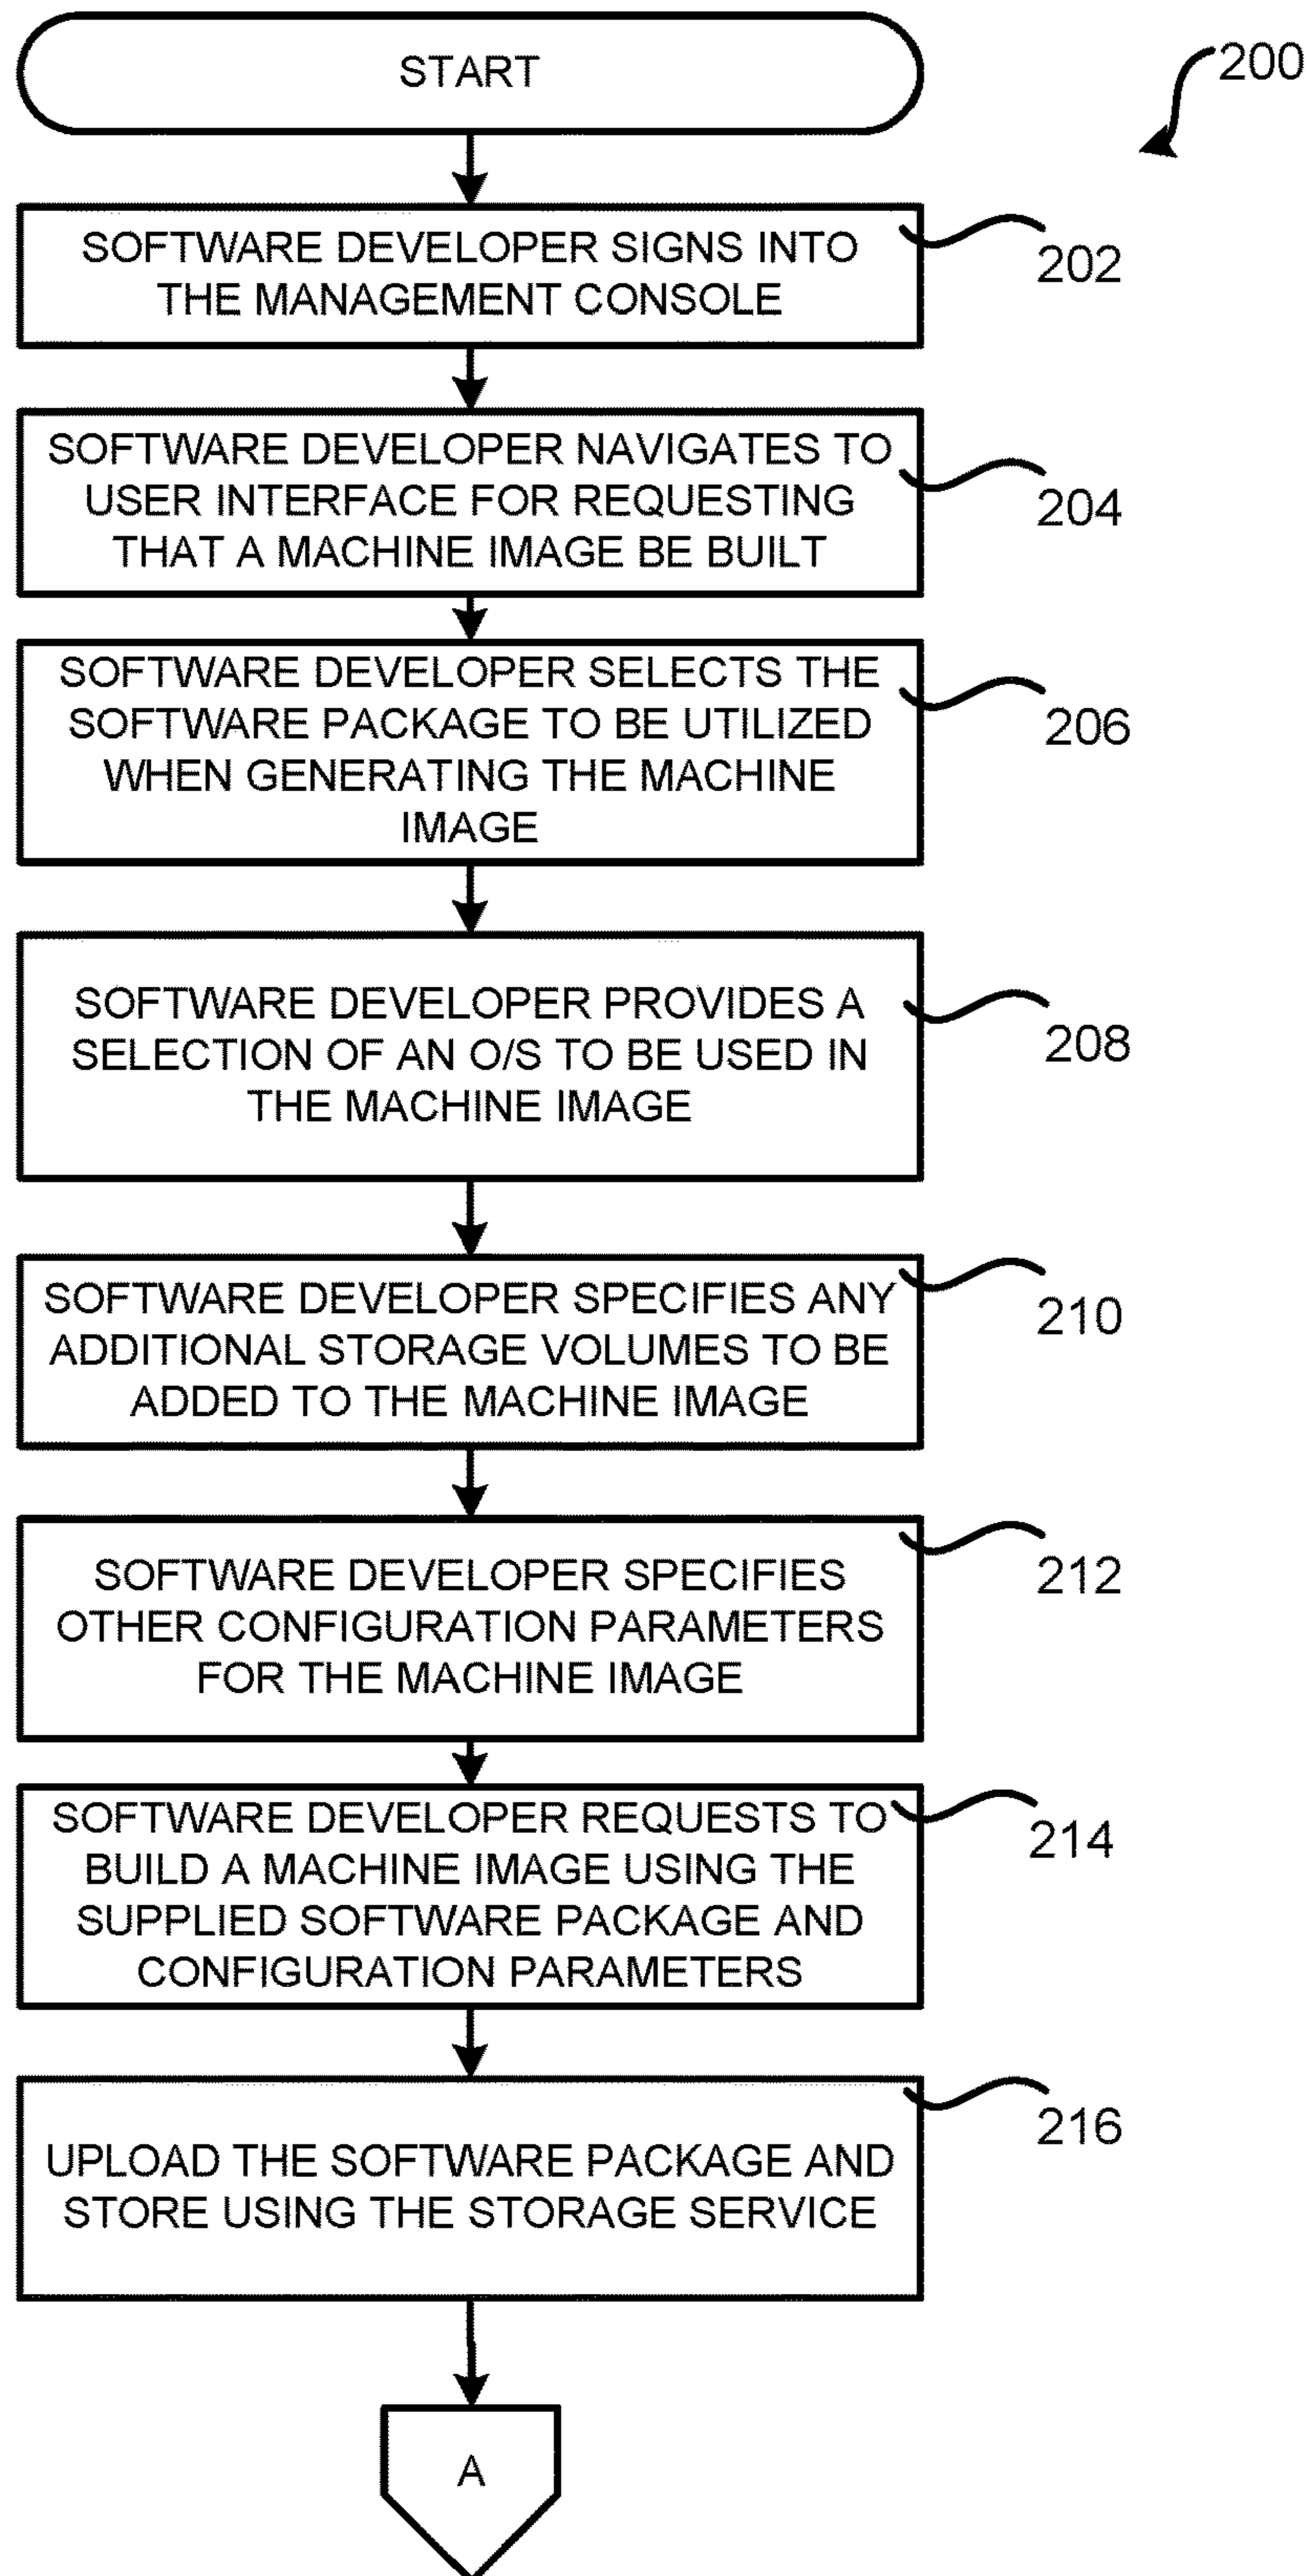 START
200
SOFTWARE DEVELOPER SIGNS INTO
THE MANAGEMENT CONSOLE
202
SOFTWARE DEVELOPER NAVIGATES TO
USER INTERFACE FOR REQUESTING
THAT A MACHINE IMAGE BE BUILT
204
SOFTWARE DEVELOPER SELECTS THE
SOFTWARE PACKAGE TO BE UTILIZED
WHEN GENERATING THE MACHINE
IMAGE
206
SOFTWARE DEVELOPER PROVIDES A
SELECTION OF AN O/S TO BE USED IN
THE MACHINE IMAGE
208
SOFTWARE DEVELOPER SPECIFIES ANY
ADDITIONAL STORAGE VOLUMES TO BE
ADDED TO THE MACHINE IMAGE
210
SOFTWARE DEVELOPER SPECIFIES
OTHER CONFIGURATION PARAMETERS
FOR THE MACHINE IMAGE
212
SOFTWARE DEVELOPER REQUESTS TO
BUILD A MACHINE IMAGE USING THE
SUPPLIED SOFTWARE PACKAGE AND
CONFIGURATION PARAMETERS
214
UPLOAD THE SOFTWARE PACKAGE AND
STORE USING THE STORAGE SERVICE
216
A